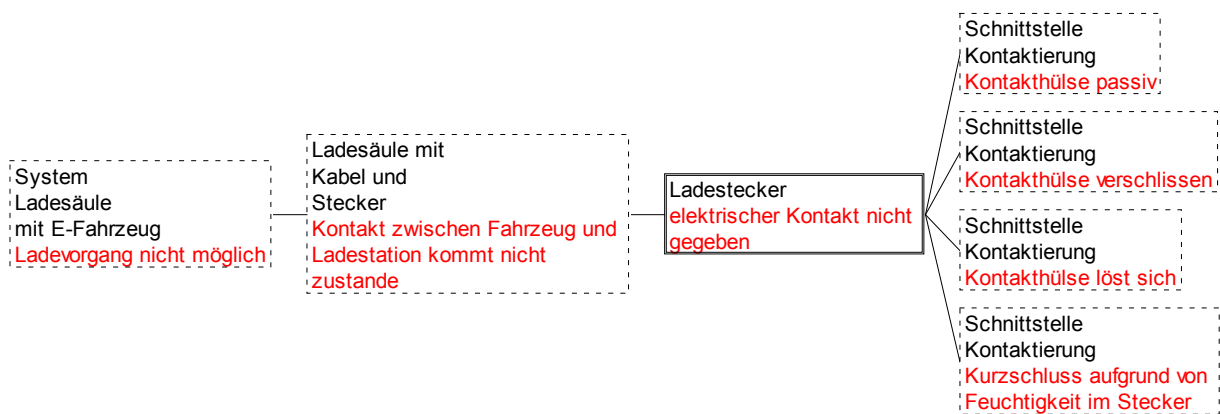 System
Ladesäule
mit E-Fahrzeug
Ladevorgang nicht möglich
Ladesäule mit
Kabel und
Stecker
Kontakt zwischen Fahrzeug und
Ladestation kommt nicht
zustande
Ladestecker
elektrischer Kontakt nicht
gegeben
Schnittstelle
Kontaktierung
Kontakthülse passiv
Schnittstelle
Kontaktierung
Kontakthülse verschlissen
Schnittstelle
Kontaktierung
Kontakthülse löst sich
Schnittstelle
Kontaktierung
Kurzschluss aufgrund von
Feuchtigkeit im Stecker